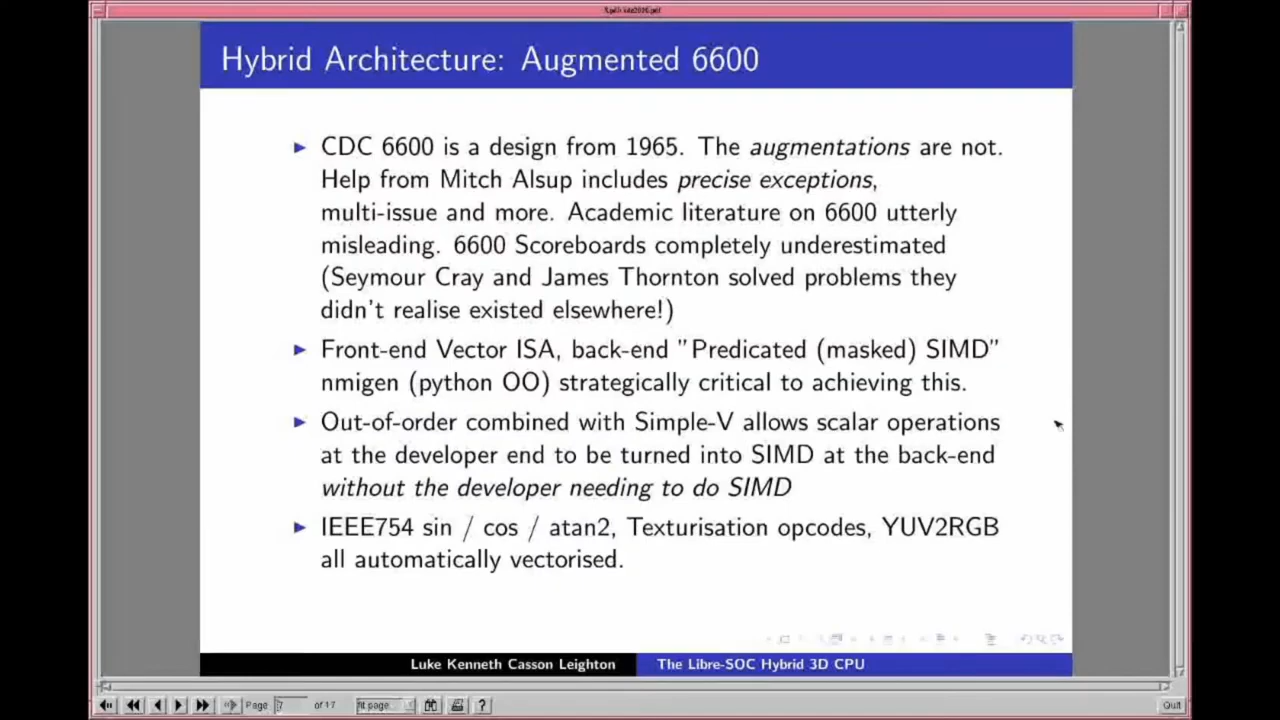 Hybrid Architecture: Augmented 6600
▶ CDC 6600 is a design from 1965. The augmentations are not.
Help from Mitch Alsup includes precise exceptions,
multi-issue and more. Academic literature on 6600 utterly
misleading. 6600 Scoreboards completely underestimated
(Seymour Cray and James Thornton solved problems they
didn't realise existed elsewhere!)
▶ Front-end Vector ISA, back-end "Predicated (masked) SIMD"
nmigen (python OO) strategically critical to achieving this.
▶ Out-of-order combined with Simple-V allows scalar operations
at the developer end to be turned into SIMD at the back-end
without the developer needing to do SIMD
▶ IEEE754 sin / cos / atan2, Texturisation opcodes, YUV2RGB
all automatically vectorised.
Luke Kenneth Casson Leighton The Libre-SOC Hybrid 3D CPU
Page 7 of 17 fit page... ? Quit